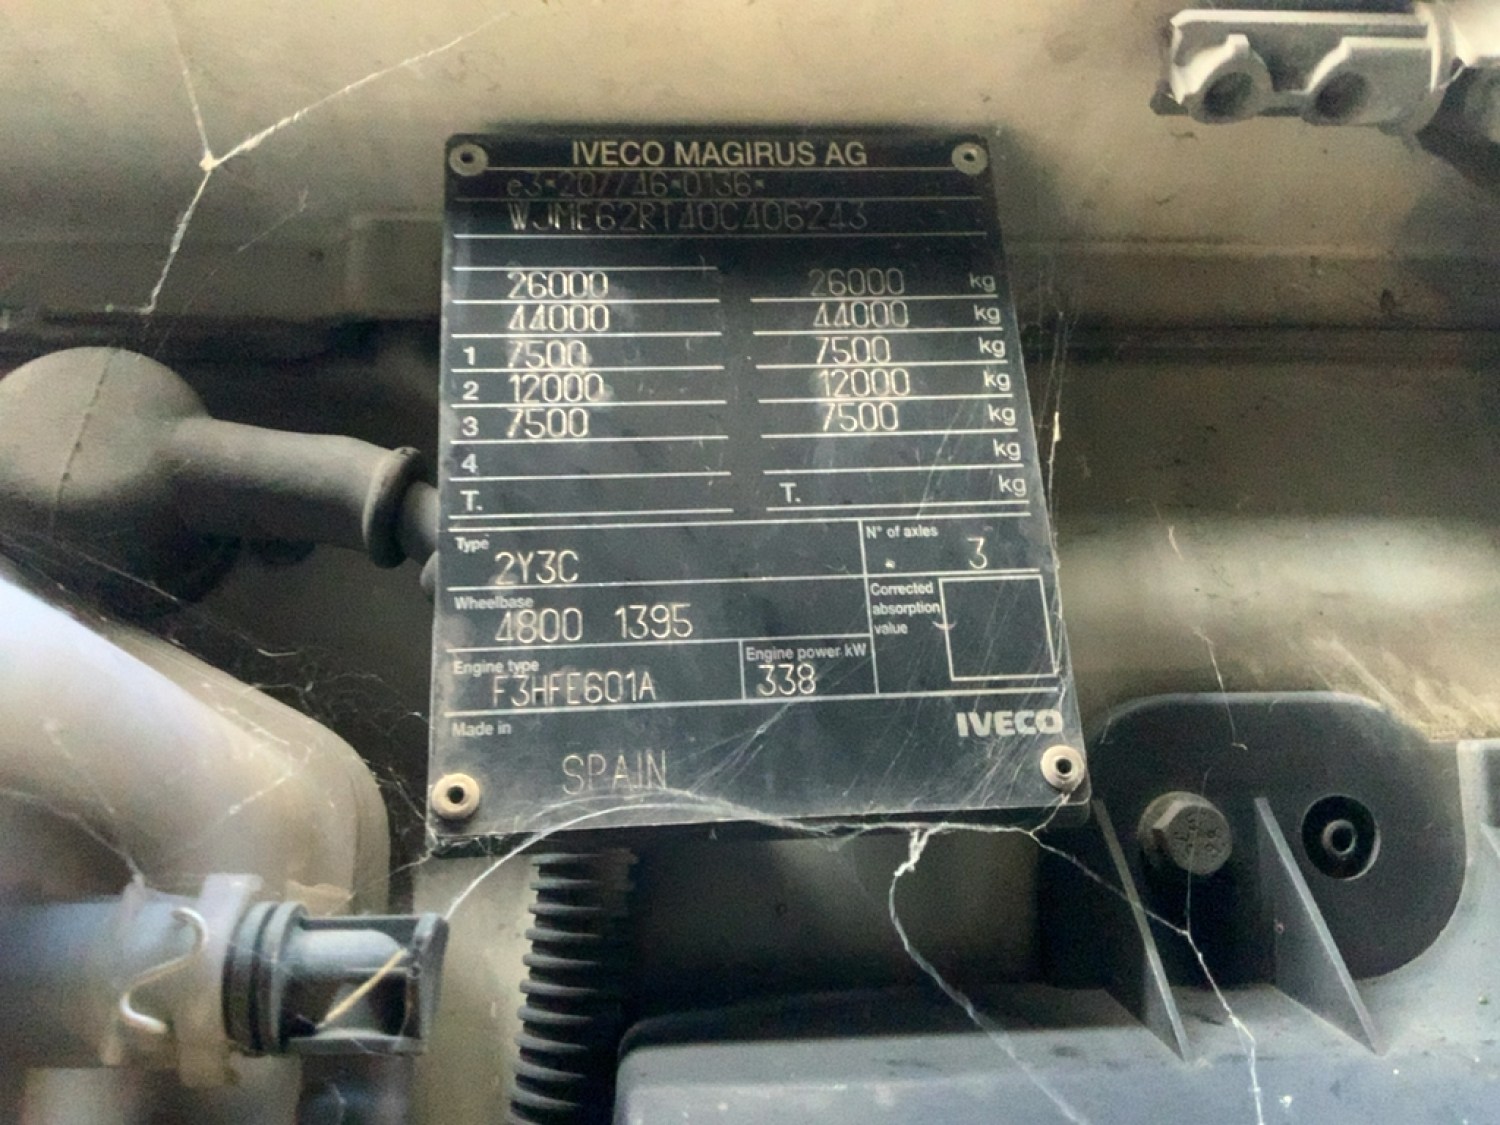 IVECO MAGIRUS AG
e3*2077/46*0136*
WJME62RT40C406243
26000 26000 kg
44000 44000 kg
1 7500 7500 kg
2 12000 12000 kg
3 7500 7500 kg
4 kg
T. T. kg
Type 2Y3C N° of axles 3
Wheelbase 4800 1395 Corrected absorption value
Engine type F3HFE601A Engine power kW 338
Made in SPAIN IVECO